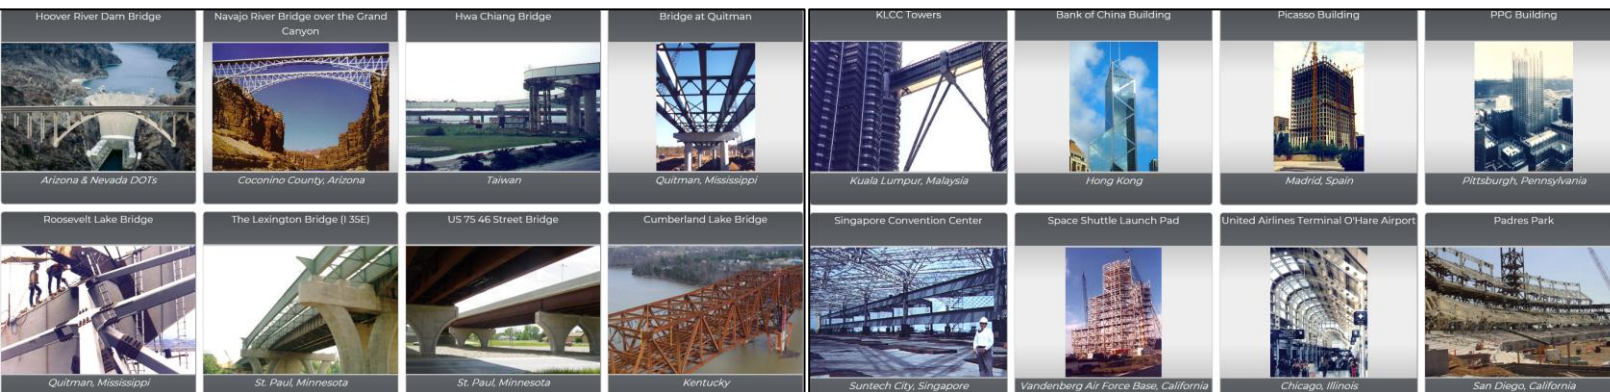 Hoover River Dam Bridge
Arizona & Nevada DOTs
Navajo River Bridge over the Grand
Canyon
Coconino County, Arizona
Hwa Chiang Bridge
Taiwan
Bridge at Quitman
Quitman, Mississippi
KLCC Towers
Kuala Lumpur, Malaysia
Bank of China Building
Hong Kong
Picasso Building
Madrid, Spain
PPG Building
Pittsburgh, Pennsylvania
Roosevelt Lake Bridge
Quitman, Mississippi
The Lexington Bridge (I 35E)
St. Paul, Minnesota
US 75 46 Street Bridge
St. Paul, Minnesota
Cumberland Lake Bridge
Kentucky
Singapore Convention Center
Suntech City, Singapore
Space Shuttle Launch Pad
Vandenberg Air Force Base, California
United Airlines Terminal O'Hare Airport
Chicago, Illinois
Padres Park
San Diego, California